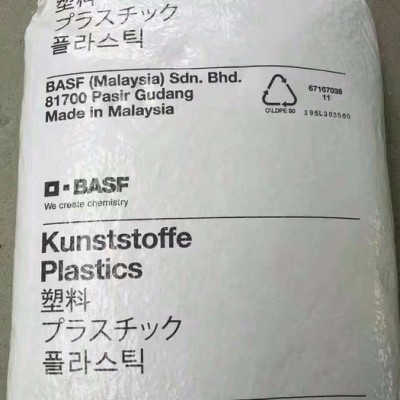 塑料
プラスチック
플라스틱
BASF (Malaysia) Sdn. Bhd.
81700 Pasir Gudang
Made in Malaysia
67167039
11
C\LDPE 90
395L303560
BASF
We create chemistry
Kunststoffe
Plastics
塑料
プラスチック
플라스틱